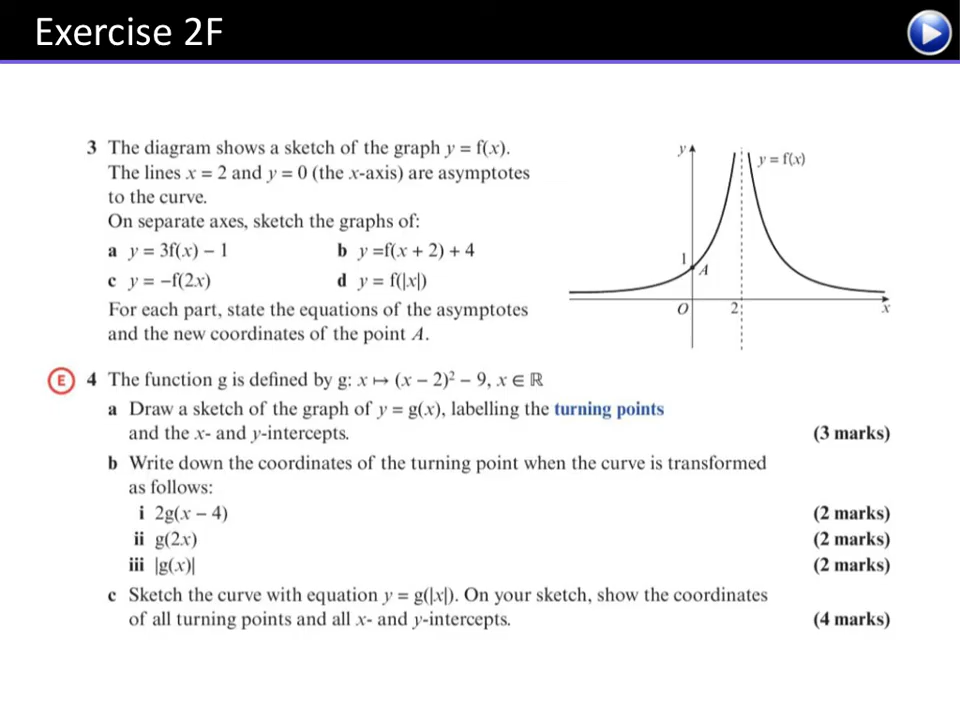 Exercise 2F
3 The diagram shows a sketch of the graph y = f(x).
The lines x = 2 and y = 0 (the x-axis) are asymptotes
to the curve.
On separate axes, sketch the graphs of:
a y = 3f(x) – 1 b y =f(x + 2) + 4
c y = –f(2x) d y = f(|x|)
For each part, state the equations of the asymptotes
and the new coordinates of the point A.
y
y = f(x)
1
A
O 2 x
E 4 The function g is defined by g: x ↦ (x – 2)² – 9, x ∈ ℝ
a Draw a sketch of the graph of y = g(x), labelling the turning points
and the x- and y-intercepts. (3 marks)
b Write down the coordinates of the turning point when the curve is transformed
as follows:
i 2g(x – 4) (2 marks)
ii g(2x) (2 marks)
iii |g(x)| (2 marks)
c Sketch the curve with equation y = g(|x|). On your sketch, show the coordinates
of all turning points and all x- and y-intercepts. (4 marks)